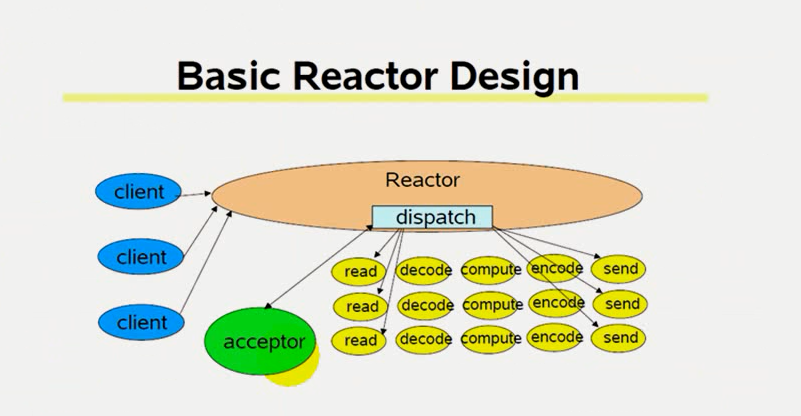 Basic Reactor Design
Reactor
client
dispatch
client
read decode compute encode send
read decode compute encode send
client
acceptor
read decode compute encode send